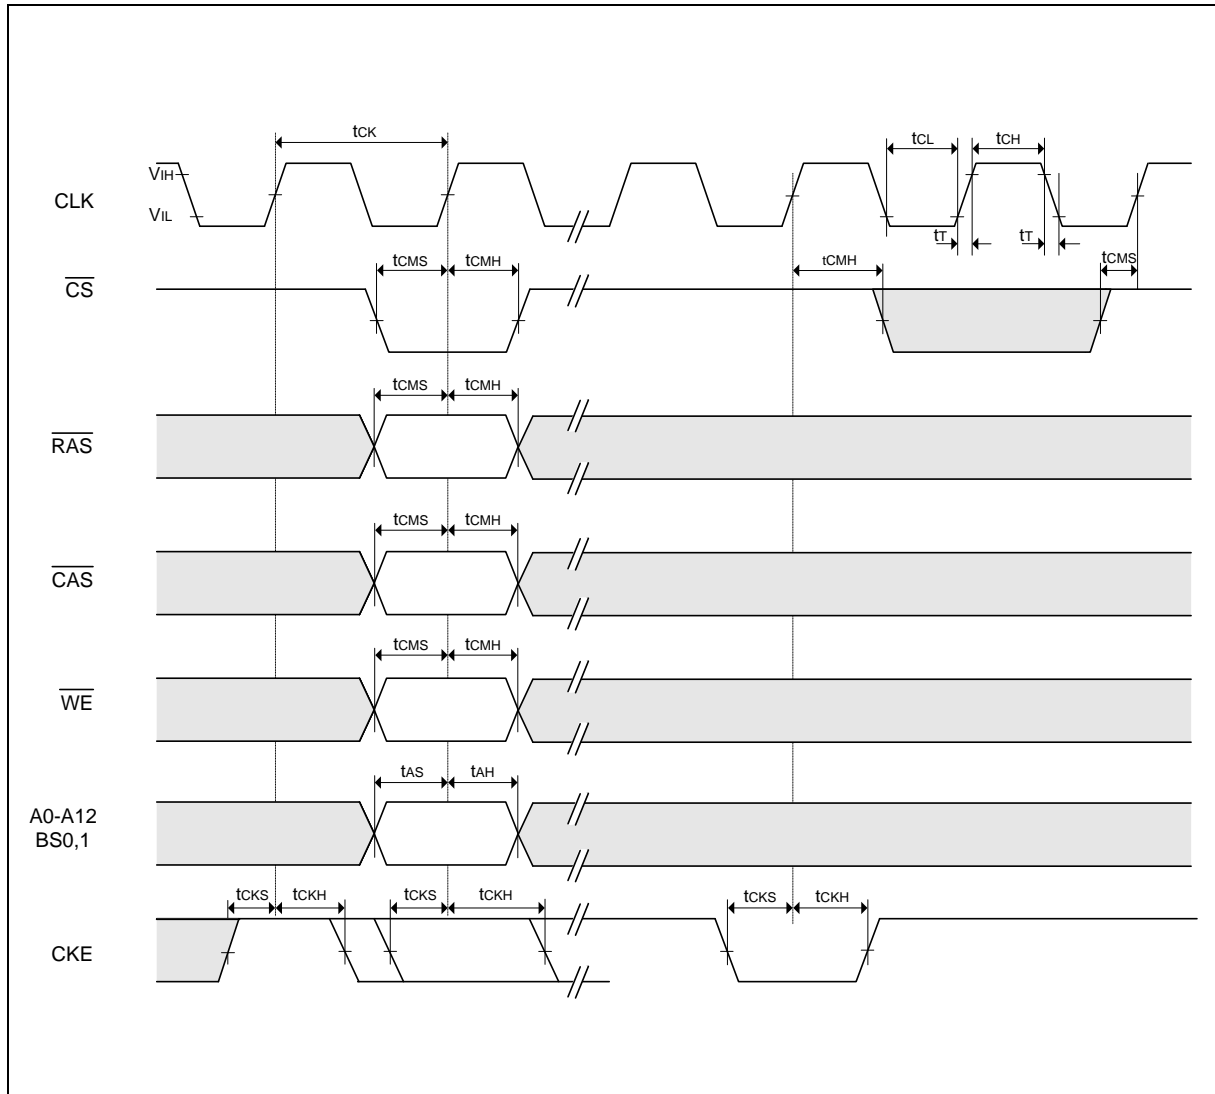 tCK
tCL
tCH
VIH
CLK
VIL
tT
tT
tCMS
tCMH
tCMH
tCMS
CS
tCMS
tCMH
RAS
tCMS
tCMH
CAS
tCMS
tCMH
WE
tAS
tAH
A0-A12
BS0,1
tCKS
tCKH
tCKS
tCKH
tCKS
tCKH
CKE